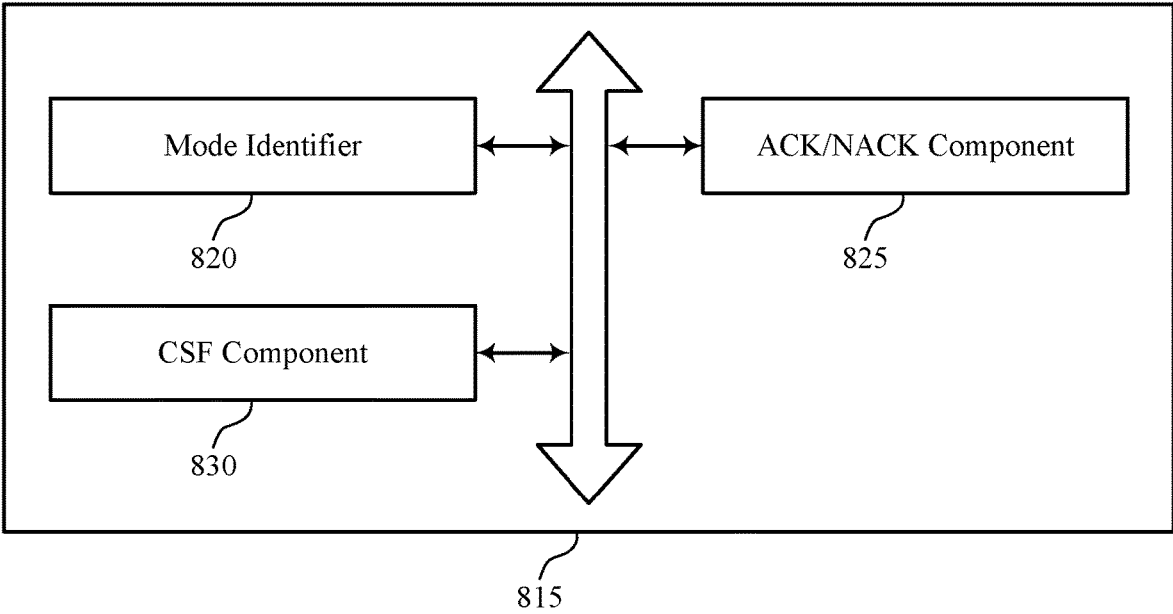 Mode Identifier
ACK/NACK Component
820
825
CSF Component
830
815